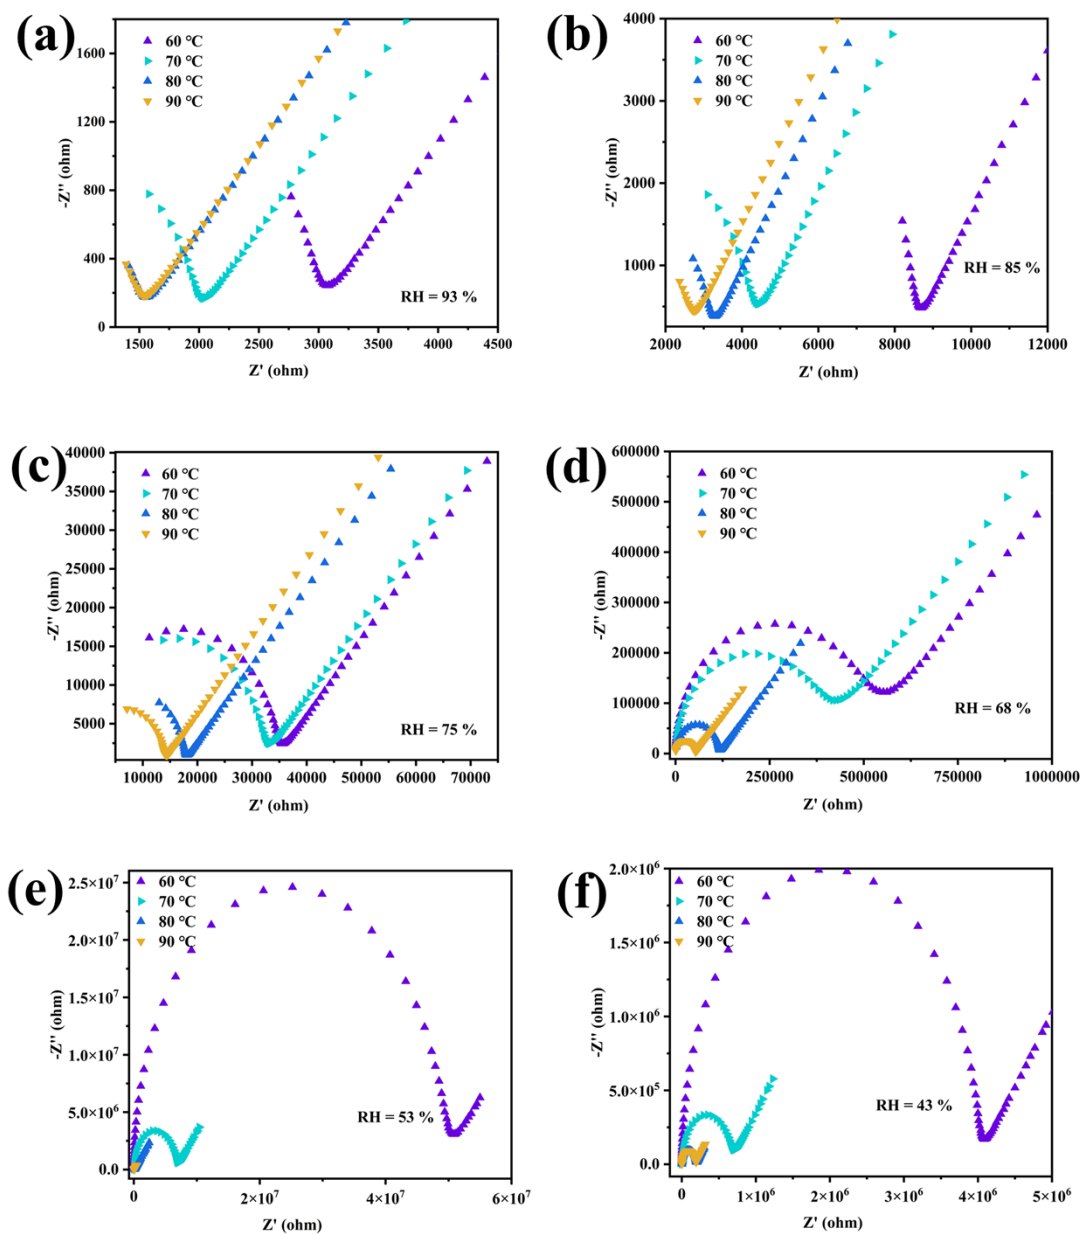 (a)
60 ℃
70 ℃
80 ℃
90 ℃
1600
1200
800
400
0
-Z'' (ohm)
RH = 93 %
1500 2000 2500 3000 3500 4000 4500
Z' (ohm)
(b)
60 ℃
70 ℃
80 ℃
90 ℃
4000
3000
2000
1000
-Z'' (ohm)
RH = 85 %
2000 4000 6000 8000 10000 12000
Z' (ohm)
(c)
60 ℃
70 ℃
80 ℃
90 ℃
40000
35000
30000
25000
20000
15000
10000
5000
-Z'' (ohm)
RH = 75 %
10000 20000 30000 40000 50000 60000 70000
Z' (ohm)
(d)
60 ℃
70 ℃
80 ℃
90 ℃
600000
500000
400000
300000
200000
100000
0
-Z'' (ohm)
RH = 68 %
0 250000 500000 750000 1000000
Z' (ohm)
(e)
60 ℃
70 ℃
80 ℃
90 ℃
2.5×10⁷
2.0×10⁷
1.5×10⁷
1.0×10⁷
5.0×10⁶
0.0
-Z'' (ohm)
RH = 53 %
0 2×10⁷ 4×10⁷ 6×10⁷
Z' (ohm)
(f)
60 ℃
70 ℃
80 ℃
90 ℃
2.0×10⁶
1.5×10⁶
1.0×10⁶
5.0×10⁵
0.0
-Z'' (ohm)
RH = 43 %
0 1×10⁶ 2×10⁶ 3×10⁶ 4×10⁶ 5×10⁶
Z' (ohm)